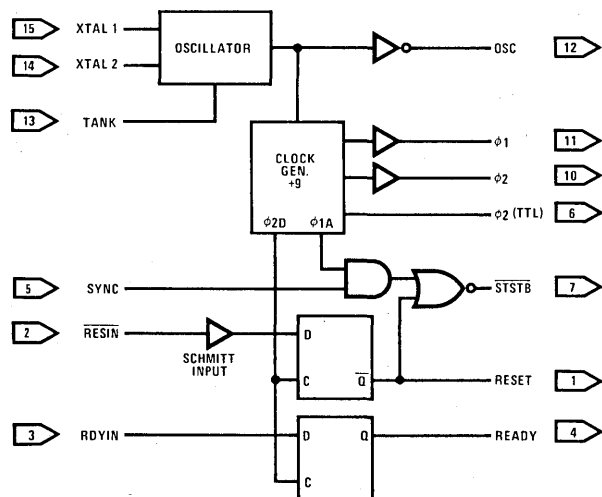 15 XTAL 1
OSCILLATOR
OSC 12
14 XTAL 2
13 TANK
CLOCK
GEN.
+9
ϕ1 11
ϕ2 10
ϕ2 (TTL) 6
ϕ2D ϕ1A
5 SYNC
STSTB 7
2 RESIN
D
SCHMITT
INPUT
C Q
RESET 1
3 RDYIN
D Q
READY 4
C